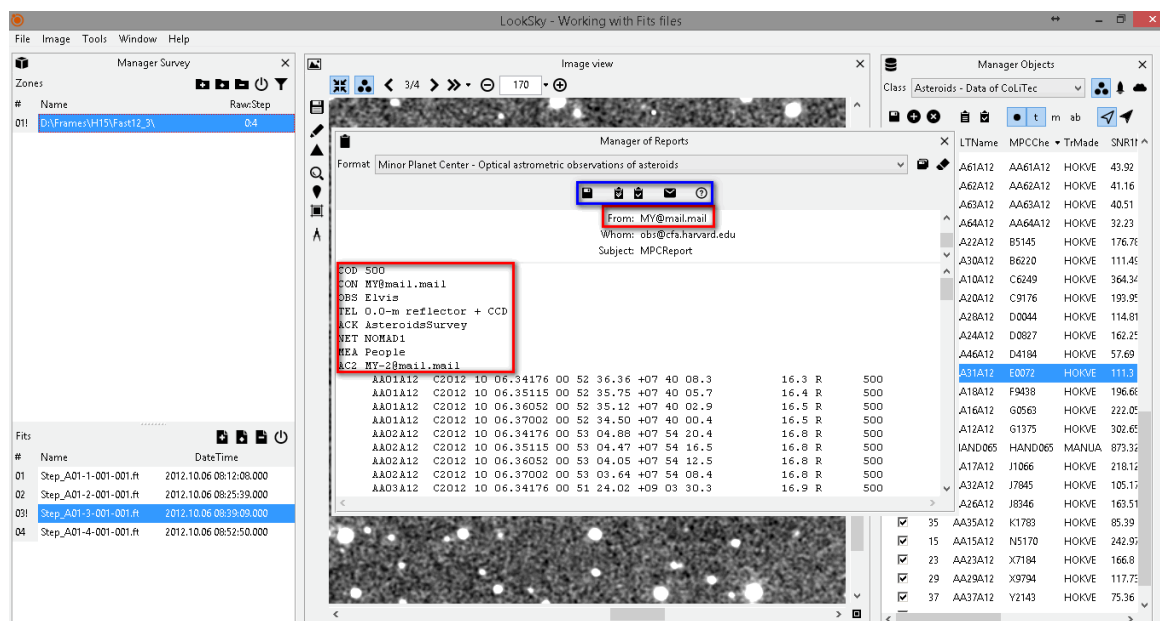 LookSky - Working with Fits files
File Image Tools Window Help
Manager Survey
Zones
# Name Raw:Step
01! D:\Frames\H15\Fast12_3\ 0:4
Fits
# Name DateTime
01 Step_A01-1-001-001.ft 2012.10.06 08:12:08.000
02 Step_A01-2-001-001.ft 2012.10.06 08:25:39.000
03! Step_A01-3-001-001.ft 2012.10.06 08:39:09.000
04 Step_A01-4-001-001.ft 2012.10.06 08:52:50.000
Image view
3/4 170
Manager of Reports
Format Minor Planet Center - Optical astrometric observations of asteroids
From: MY@mail.mail
Whom: obs@cfa.harvard.edu
Subject: MPCReport
COD 500
CON MY@mail.mail
OBS Elvis
TEL 0.0-m reflector + CCD
ACK AsteroidsSurvey
NET NOMAD1
MEA People
AC2 MY-2@mail.mail
AA01A12 C2012 10 06.34176 00 52 36.36 +07 40 08.3 16.3 R 500
AA01A12 C2012 10 06.35115 00 52 35.75 +07 40 05.7 16.4 R 500
AA01A12 C2012 10 06.36052 00 52 35.12 +07 40 02.9 16.5 R 500
AA01A12 C2012 10 06.37002 00 52 34.50 +07 40 00.4 16.5 R 500
AA02A12 C2012 10 06.34176 00 53 04.88 +07 54 20.4 16.8 R 500
AA02A12 C2012 10 06.35115 00 53 04.47 +07 54 16.5 16.8 R 500
AA02A12 C2012 10 06.36052 00 53 04.05 +07 54 12.5 16.8 R 500
AA02A12 C2012 10 06.37002 00 53 03.64 +07 54 08.4 16.8 R 500
AA03A12 C2012 10 06.34176 00 51 24.02 +09 03 30.3 16.9 R 500
Manager Objects
Class Asteroids - Data of CoLiTec
t m ab
LTName MPCChe TrMade SNR1
A61A12 AA61A12 HOKVE 43.92
A62A12 AA62A12 HOKVE 41.16
A63A12 AA63A12 HOKVE 40.51
A64A12 AA64A12 HOKVE 32.23
A22A12 B5145 HOKVE 176.78
A30A12 B6220 HOKVE 111.49
A10A12 C6249 HOKVE 364.34
A20A12 C9176 HOKVE 193.95
A28A12 D0044 HOKVE 114.81
A24A12 D0827 HOKVE 162.25
A46A12 D4184 HOKVE 57.69
A31A12 E0072 HOKVE 111.3
A18A12 F9438 HOKVE 196.68
A16A12 G0563 HOKVE 222.05
A12A12 G1375 HOKVE 302.65
HAND065 HAND065 MANUA 873.32
A17A12 J1066 HOKVE 218.12
A32A12 J7845 HOKVE 105.17
A26A12 J8346 HOKVE 163.51
35 AA35A12 K1783 HOKVE 85.39
15 AA15A12 N5170 HOKVE 242.97
23 AA23A12 X7184 HOKVE 166.8
29 AA29A12 X9794 HOKVE 117.73
37 AA37A12 Y2143 HOKVE 75.36